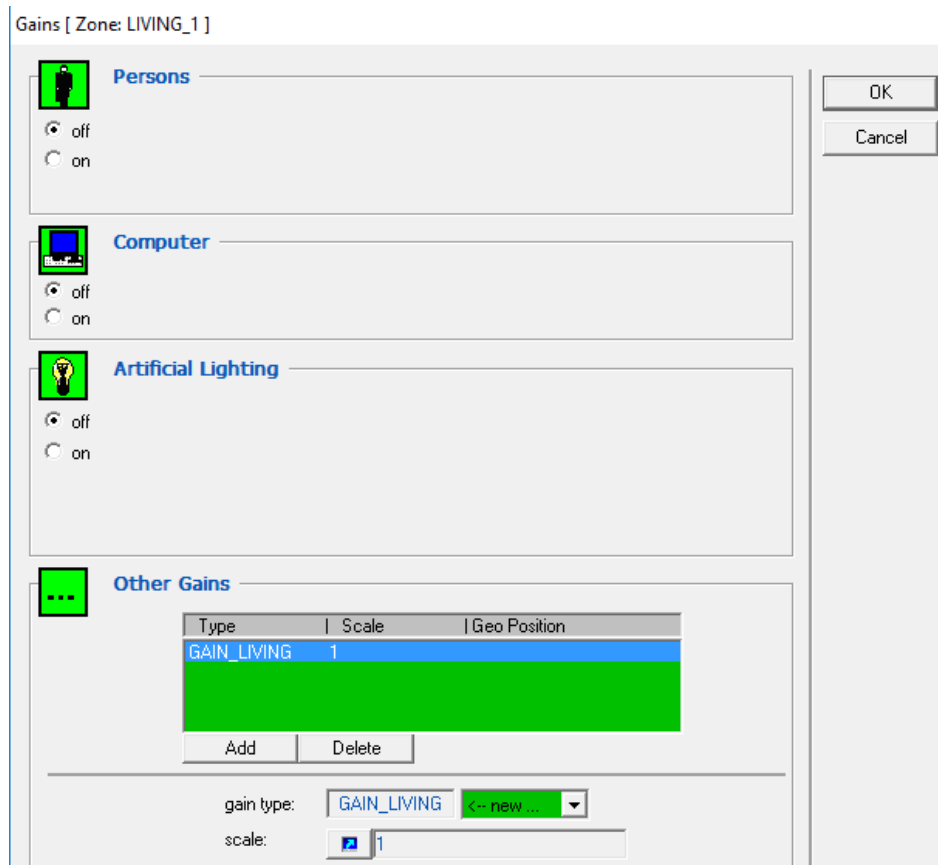 Gains [ Zone: LIVING_1 ]
Persons
OK
off
Cancel
on
Computer
off
on
Artificial Lighting
off
on
...
Other Gains
Type | Scale | Geo Position
GAIN_LIVING 1
Add Delete
gain type: GAIN_LIVING <-- new ...
scale: 1